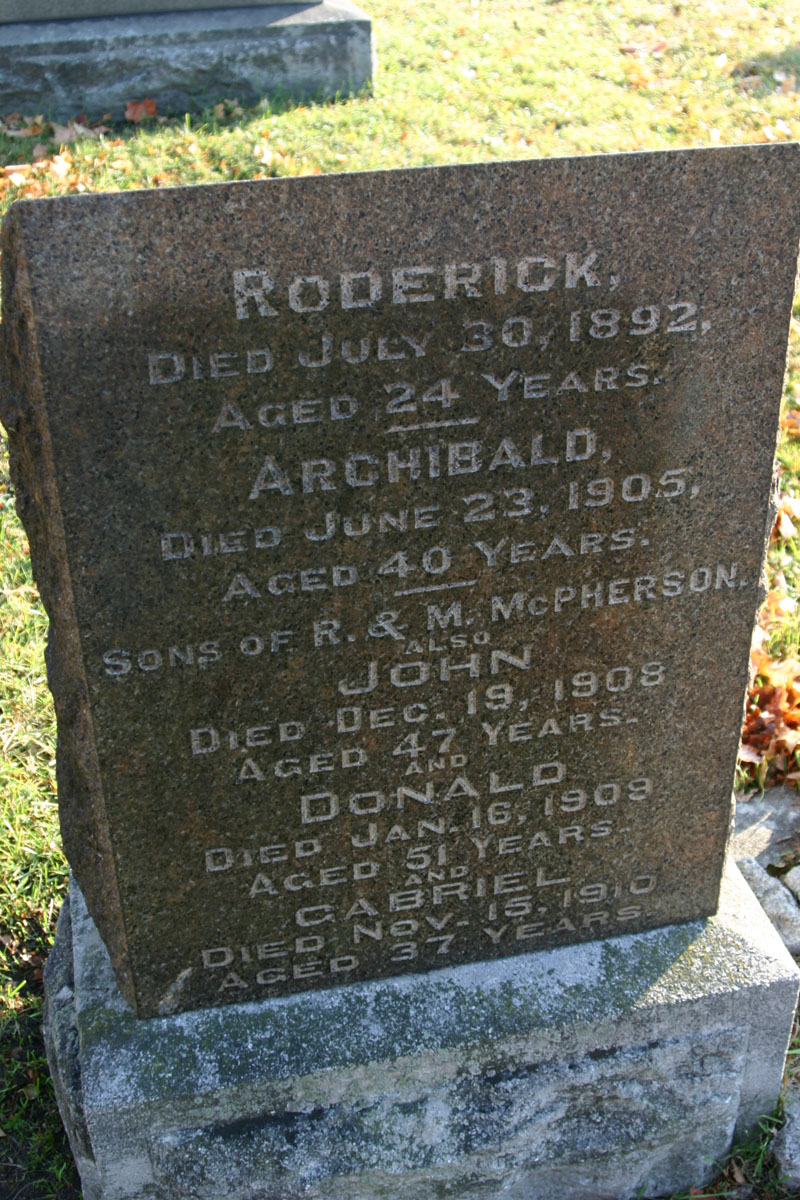 RODERICK,
DIED JULY 30, 1892,
AGED 24 YEARS.
ARCHIBALD,
DIED JUNE 23, 1905,
AGED 40 YEARS.
SONS OF R. & M. McPHERSON.
ALSO
JOHN
DIED DEC. 19, 1908
AGED 47 YEARS.
AND
DONALD
DIED JAN. 16, 1909
AGED 51 YEARS.
AND
GABRIEL
DIED NOV. 15, 1910
AGED 37 YEARS.